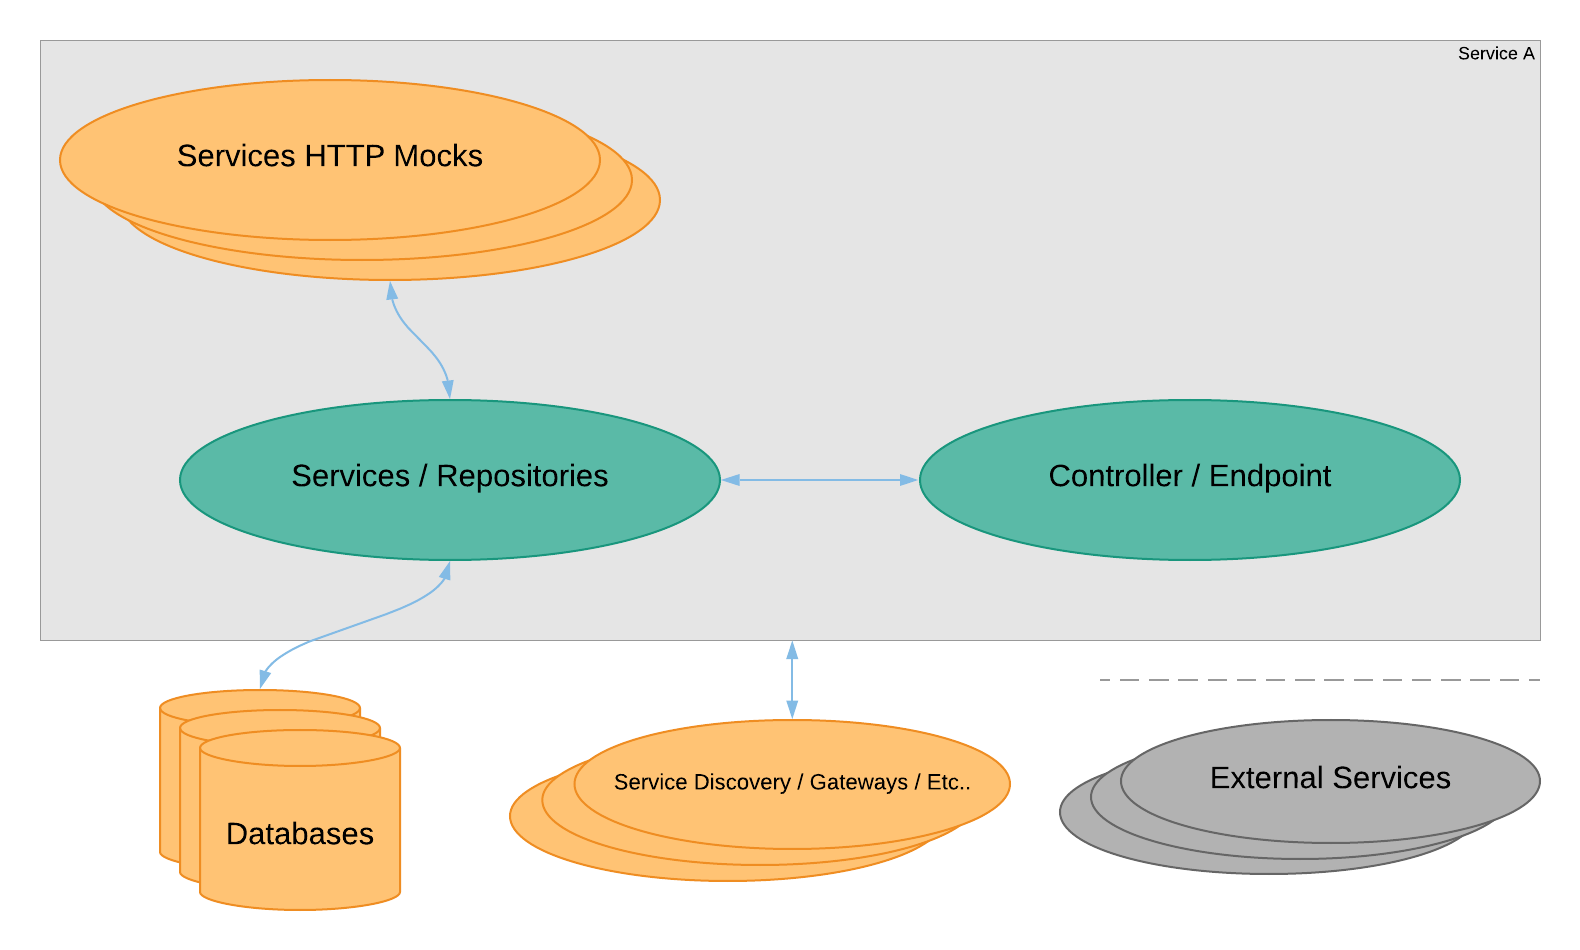 Service A
Services HTTP Mocks
Services / Repositories
Controller / Endpoint
Service Discovery / Gateways / Etc..
External Services
Databases